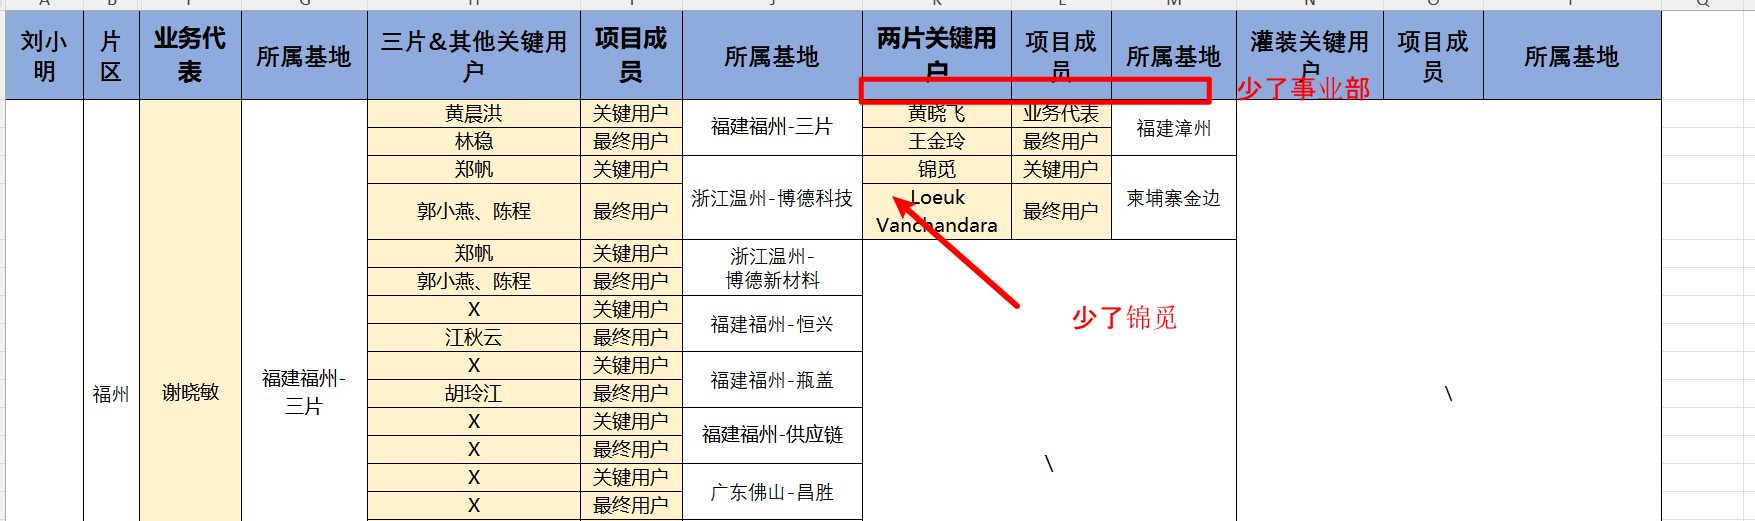 刘小明
片区
业务代表
所属基地
三片&其他关键用户
项目成员
所属基地
两片关键用户
项目成员
所属基地
灌装关键用户
项目成员
所属基地
少了事业部
黄晨洪
关键用户
福建福州-三片
黄晓飞
业务代表
福建漳州
林稳
最终用户
王金玲
最终用户
郑帆
关键用户
浙江温州-博德科技
锦觅
关键用户
柬埔寨金边
郭小燕、陈程
最终用户
Loeuk
Vanchandara
最终用户
郑帆
关键用户
浙江温州-
博德新材料
郭小燕、陈程
最终用户
X
关键用户
福建福州-恒兴
少了锦觅
江秋云
最终用户
X
关键用户
福建福州-瓶盖
福州
谢晓敏
福建福州-
三片
胡玲江
最终用户
\
X
关键用户
福建福州-供应链
X
最终用户
\
X
关键用户
广东佛山-昌胜
X
最终用户